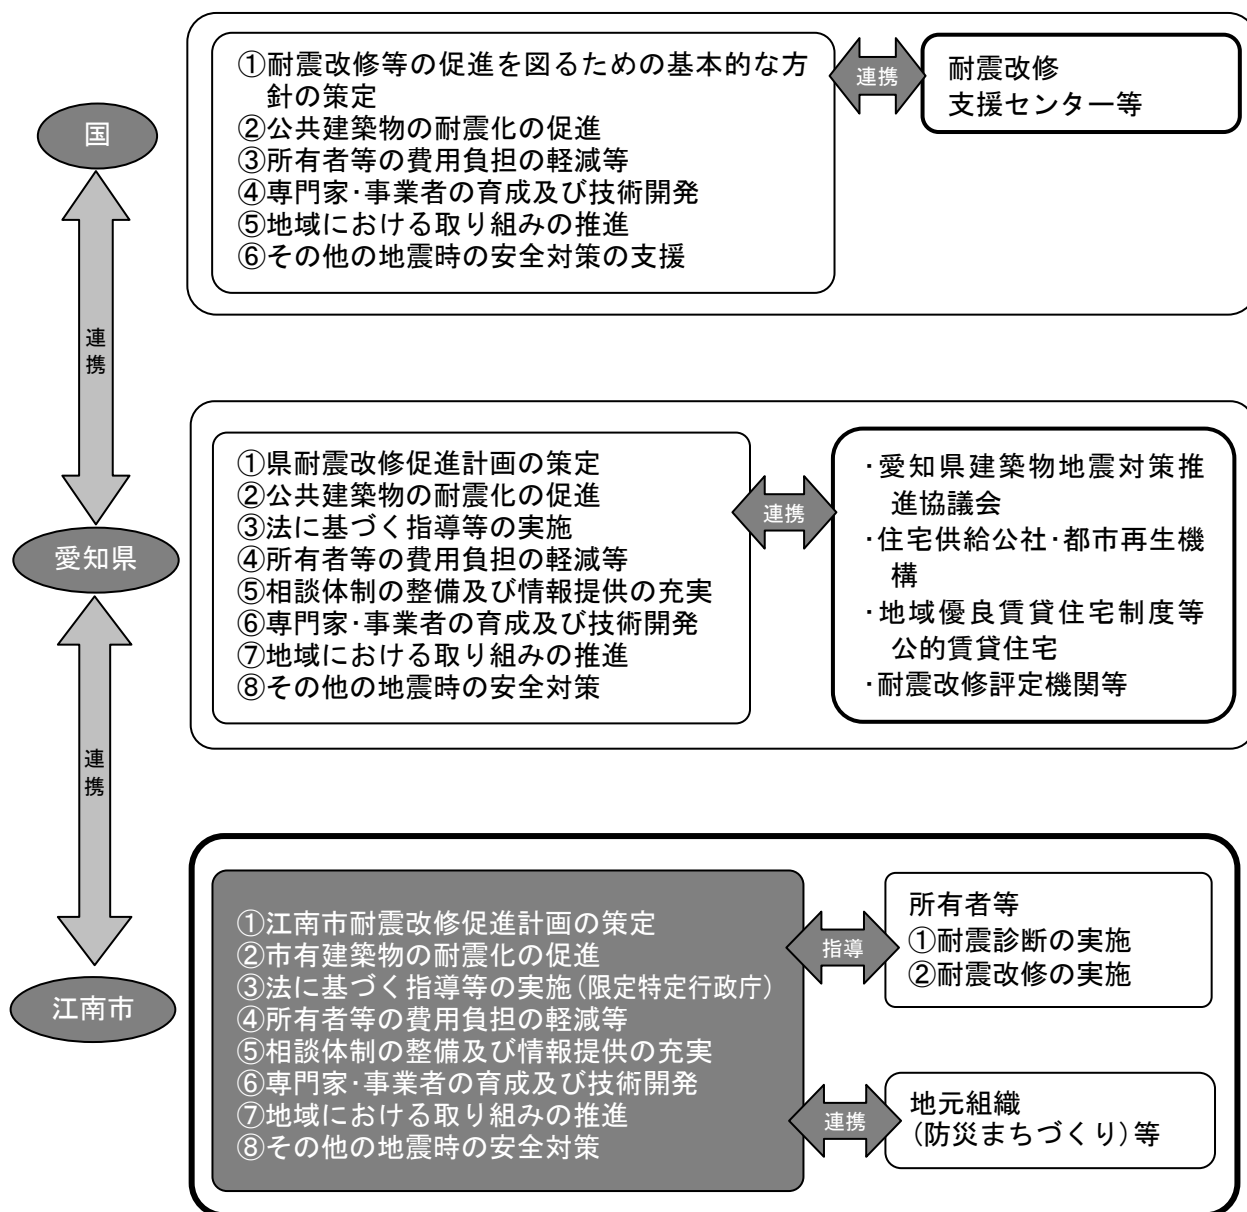 国
①耐震改修等の促進を図るための基本的な方
針の策定
②公共建築物の耐震化の促進
③所有者等の費用負担の軽減等
④専門家･事業者の育成及び技術開発
⑤地域における取り組みの推進
⑥その他の地震時の安全対策の支援
連携
耐震改修
支援センター等
連携
愛知県
①県耐震改修促進計画の策定
②公共建築物の耐震化の促進
③法に基づく指導等の実施
④所有者等の費用負担の軽減等
⑤相談体制の整備及び情報提供の充実
⑥専門家･事業者の育成及び技術開発
⑦地域における取り組みの推進
⑧その他の地震時の安全対策
連携
･愛知県建築物地震対策推
進協議会
･住宅供給公社･都市再生機
構
･地域優良賃貸住宅制度等
公的賃貸住宅
･耐震改修評定機関等
連携
江南市
①江南市耐震改修促進計画の策定
②市有建築物の耐震化の促進
③法に基づく指導等の実施(限定特定行政庁)
④所有者等の費用負担の軽減等
⑤相談体制の整備及び情報提供の充実
⑥専門家･事業者の育成及び技術開発
⑦地域における取り組みの推進
⑧その他の地震時の安全対策
指導
所有者等
①耐震診断の実施
②耐震改修の実施
連携
地元組織
(防災まちづくり)等